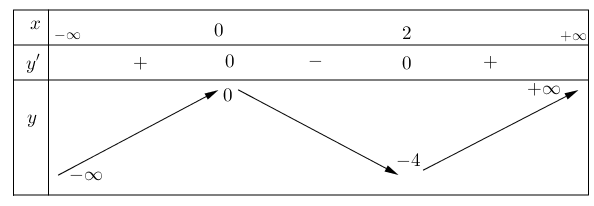 x −∞ 0 2 +∞
y′ + 0 − 0 +
y −∞ 0 −4 +∞